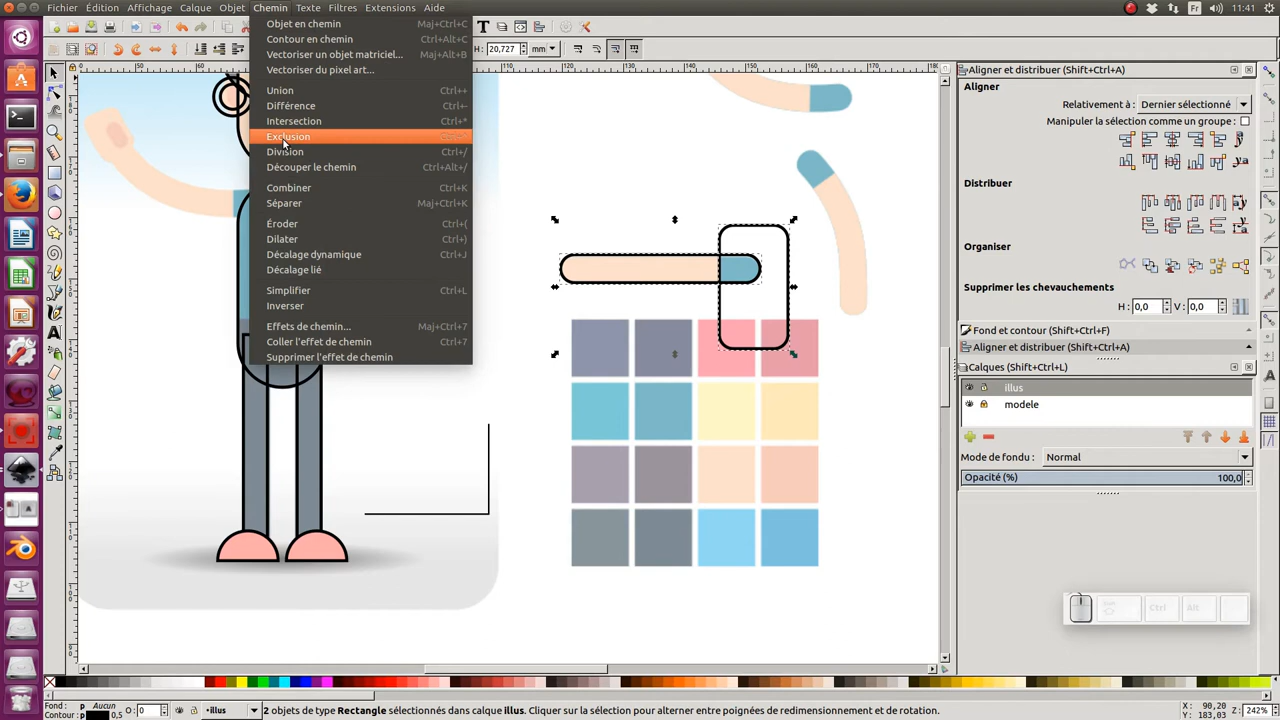 Fichier Édition Affichage Calque Objet Chemin Texte Filtres Extensions Aide
Fr 11:41
H: 20,727 mm
Objet en chemin Maj+Ctrl+C
Contour en chemin Ctrl+Alt+C
Vectoriser un objet matriciel... Maj+Alt+B
Vectoriser du pixel art...
Union Ctrl++
Différence Ctrl+-
Intersection Ctrl+*
Exclusion
Division Ctrl+/
Découper le chemin Ctrl+Alt+/
Combiner Ctrl+K
Séparer Maj+Ctrl+K
Éroder Ctrl+(
Dilater Ctrl+)
Décalage dynamique Ctrl+J
Décalage lié
Simplifier Ctrl+L
Inverser
Effets de chemin... Maj+Ctrl+7
Coller l'effet de chemin Ctrl+7
Supprimer l'effet de chemin
Aligner et distribuer (Shift+Ctrl+A)
Aligner
Relativement à : Dernier sélectionné
Manipuler la sélection comme un groupe :
Distribuer
Organiser
Supprimer les chevauchements
H : 0,0 V : 0,0
Fond et contour (Shift+Ctrl+F)
Aligner et distribuer (Shift+Ctrl+A)
Calques (Shift+Ctrl+L)
illus
modele
Mode de fondu : Normal
Opacité (%) 100,0
Ctrl Alt
Fond : Aucun
Contour : 0,5
O: 0
•illus
2 objets de type Rectangle sélectionnés dans calque illus. Cliquer sur la sélection pour alterner entre poignées de redimensionnement et de rotation.
X: 90,20
Y: 183,03
Z: 242%